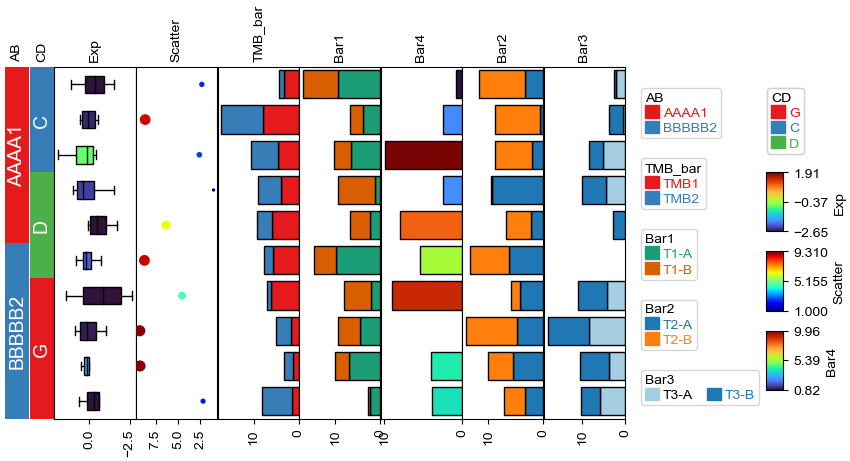 AB
CD
Exp
Scatter
TMB_bar
Bar1
Bar4
Bar2
Bar3
AAAA1
BBBBB2
C
D
G
0.0
−2.5
7.5
5.0
2.5
10
0
10
0
10
0
10
0
10
0
AB
AAAA1
BBBBB2
TMB_bar
TMB1
TMB2
Bar1
T1-A
T1-B
Bar2
T2-A
T2-B
Bar3
T3-A T3-B
CD
G
C
D
1.91
−0.37
−2.65
Exp
9.310
5.155
1.000
Scatter
9.96
5.39
0.82
Bar4